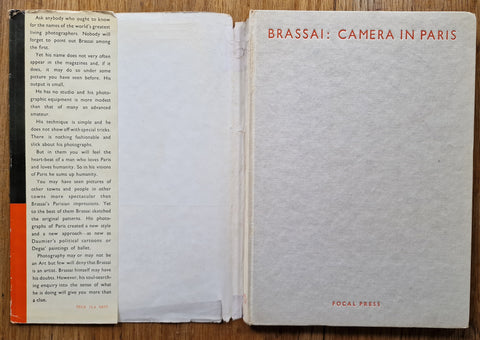 Ask anybody who ought to know
for the names of the world's greatest
living photographers. Nobody will
forget to point out Brassai among
the first.
Yet his name does not very often
appear in the magazines and, if it
does, it may do so under some
picture you have seen before. His
output is small.
He has no studio and his photo-
graphic equipment is more modest
than that of many an advanced
amateur.
His technique is simple and he
does not show off with special tricks.
There is nothing fashionable and
slick about his photographs.
But in them you will feel the
heart-beat of a man who loves Paris
and loves humanity. So in his visions
of Paris he sums up humanity.
You may have seen pictures of
other towns and people in other
towns more spectacular than
Brassai's Parisian impressions. Yet
to the best of them Brassai sketched
the original patterns. His photo-
graphs of Paris created a new style
and a new approach—as new as
Daumier's political cartoons or
Degas' paintings of ballet.
Photography may or may not be
an Art but few will deny that Brassai
is an artist. Brassai himself may have
his doubts. However, his soul-search-
ing enquiry into the sense of what
he is doing will give you more than
a clue.
BRASSAI: CAMERA IN PARIS
FOCAL PRESS